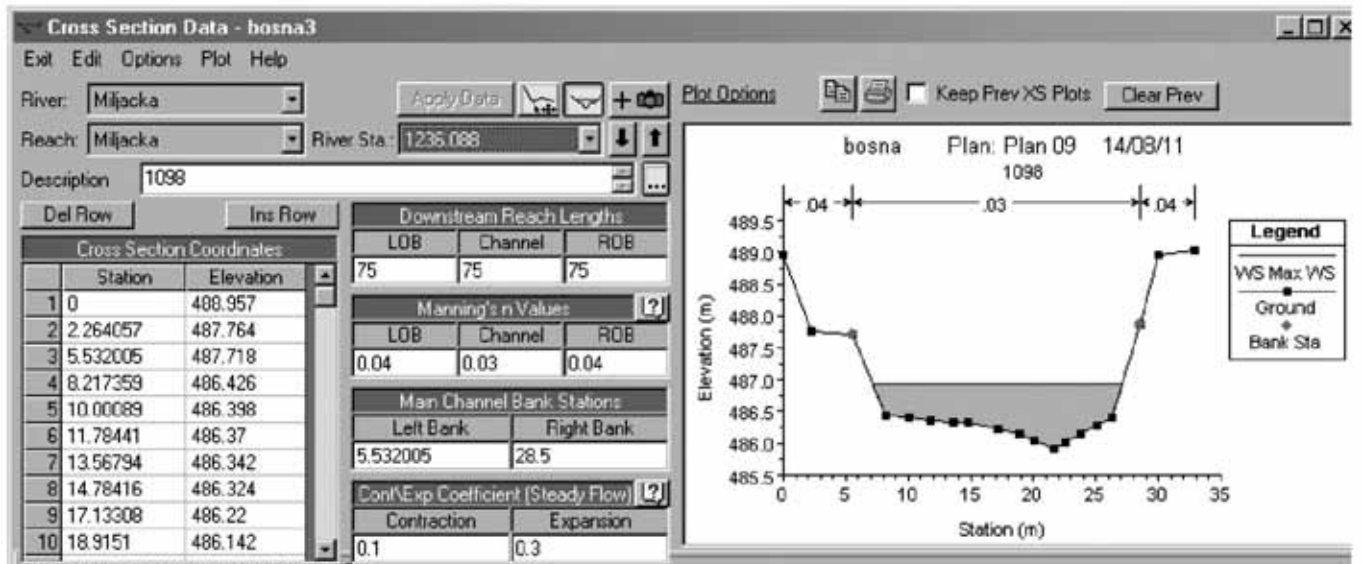 Cross Section Data - bosna3
Exit Edit Options Plot Help
River: Miljacka Apply Data
Reach: Miljacka River Sta.: 1236.088
Description 1098
Del Row Ins Row
Cross Section Coordinates
Station Elevation
1 0 488.957
2 2.264057 487.764
3 5.532005 487.718
4 8.217359 486.426
5 10.00089 486.398
6 11.78441 486.37
7 13.56794 486.342
8 14.78416 486.324
9 17.13308 486.22
10 18.9151 486.142
Downstream Reach Lengths
LOB Channel ROB
75 75 75
Manning's n Values ?
LOB Channel ROB
0.04 0.03 0.04
Main Channel Bank Stations
Left Bank Right Bank
5.532005 28.5
Cont\Exp Coefficient (Steady Flow) ?
Contraction Expansion
0.1 0.3
Plot Options Keep Prev XS Plots Clear Prev
bosna Plan: Plan 09 14/08/11
1098
.04 .03 .04
489.5
489.0
488.5
488.0
487.5
487.0
486.5
486.0
485.5
Elevation (m)
0 5 10 15 20 25 30 35
Station (m)
Legend
WS Max WS
Ground
Bank Sta